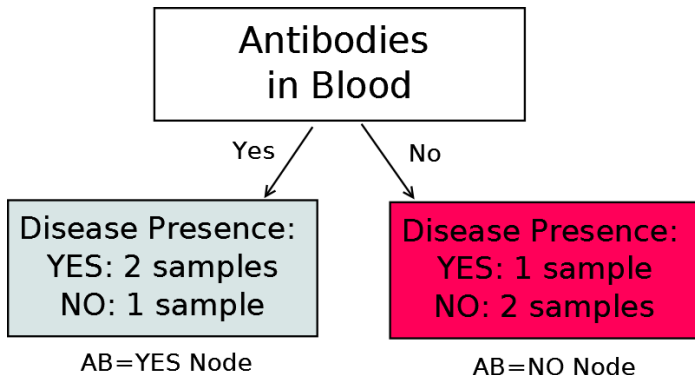 Antibodies
in Blood
Yes
No
Disease Presence:
YES: 2 samples
NO: 1 sample
AB=YES Node
Disease Presence:
YES: 1 sample
NO: 2 samples
AB=NO Node